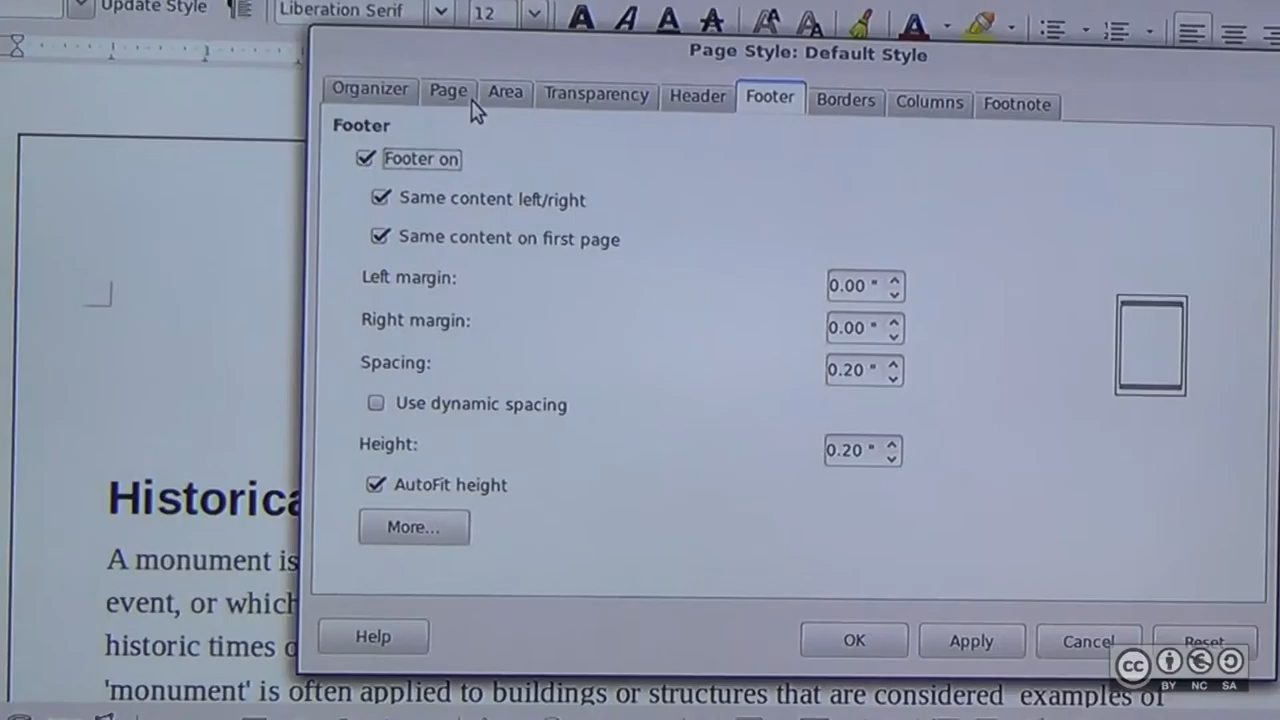 Update Style
Liberation Serif
12
Page Style: Default Style
Organizer
Page
Area
Transparency
Header
Footer
Borders
Columns
Footnote
Footer
Footer on
Same content left/right
Same content on first page
Left margin:
0.00 "
Right margin:
0.00 "
Spacing:
0.20 "
Use dynamic spacing
Height:
0.20 "
AutoFit height
More...
Help
OK
Apply
Cancel
Reset
A monument is
event, or which
historic times
'monument' is often applied to buildings or structures that are considered examples of
cc
BY NC SA